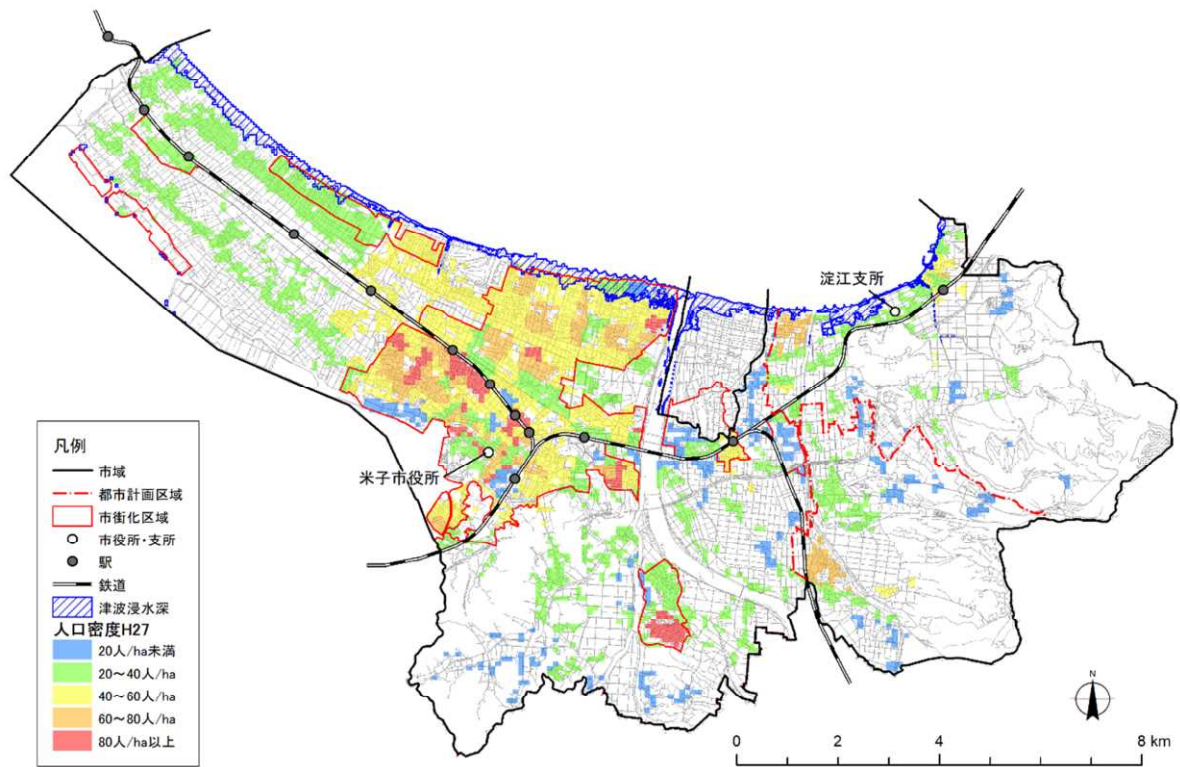 淀江支所
米子市役所
凡例
市域
都市計画区域
市街化区域
市役所・支所
駅
鉄道
津波浸水深
人口密度H27
20人/ha未満
20～40人/ha
40～60人/ha
60～80人/ha
80人/ha以上
N
0 2 4 8 km